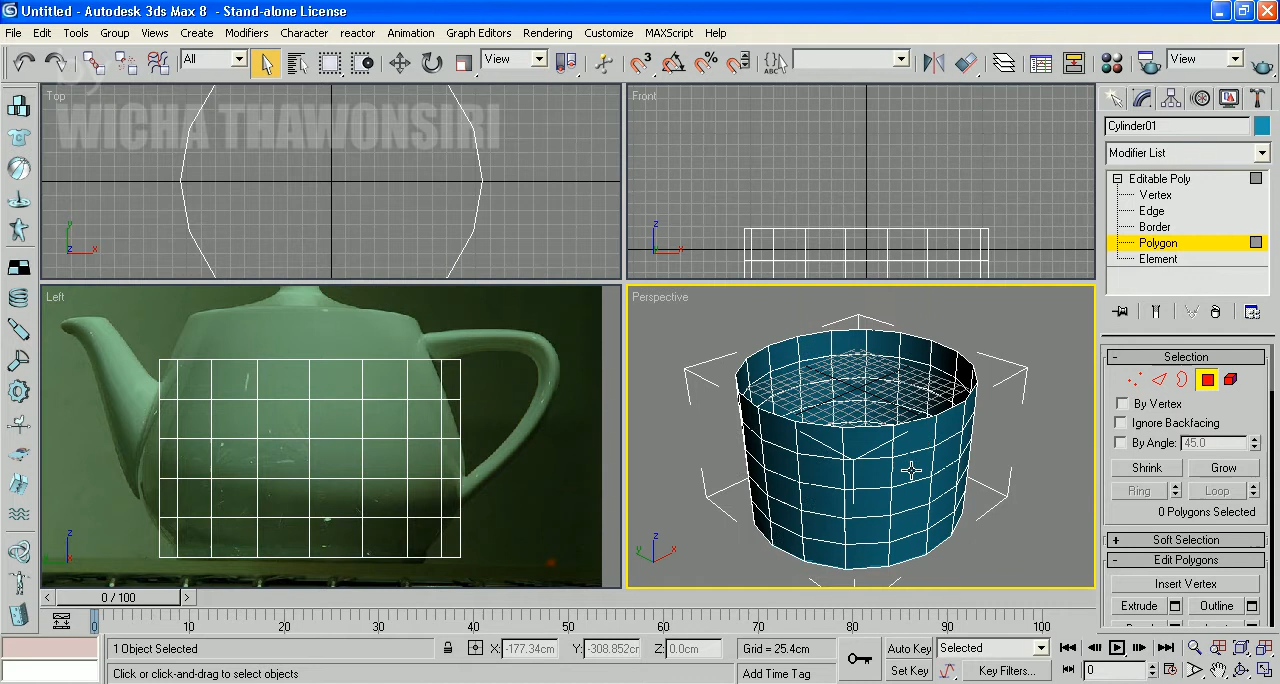 Untitled - Autodesk 3ds Max 8 - Stand-alone License
File Edit Tools Group Views Create Modifiers Character reactor Animation Graph Editors Rendering Customize MAXScript Help
All View 3 ABC View
by
WICHA THAWONSIRI
Top
Front
Left
Perspective
y z x
z x
z x
z y x
Cylinder01
Modifier List
Editable Poly
Vertex
Edge
Border
Polygon
Element
Selection
By Vertex
Ignore Backfacing
By Angle: 45.0
Shrink Grow
Ring Loop
0 Polygons Selected
+ Soft Selection
- Edit Polygons
Insert Vertex
Extrude Outline
0 / 100
0 10 20 30 40 50 60 70 80 90 100
1 Object Selected X: -177.34cm Y: -308.852cr Z: 0.0cm Grid = 25.4cm Auto Key Selected
Click or click-and-drag to select objects Add Time Tag Set Key Key Filters... 0